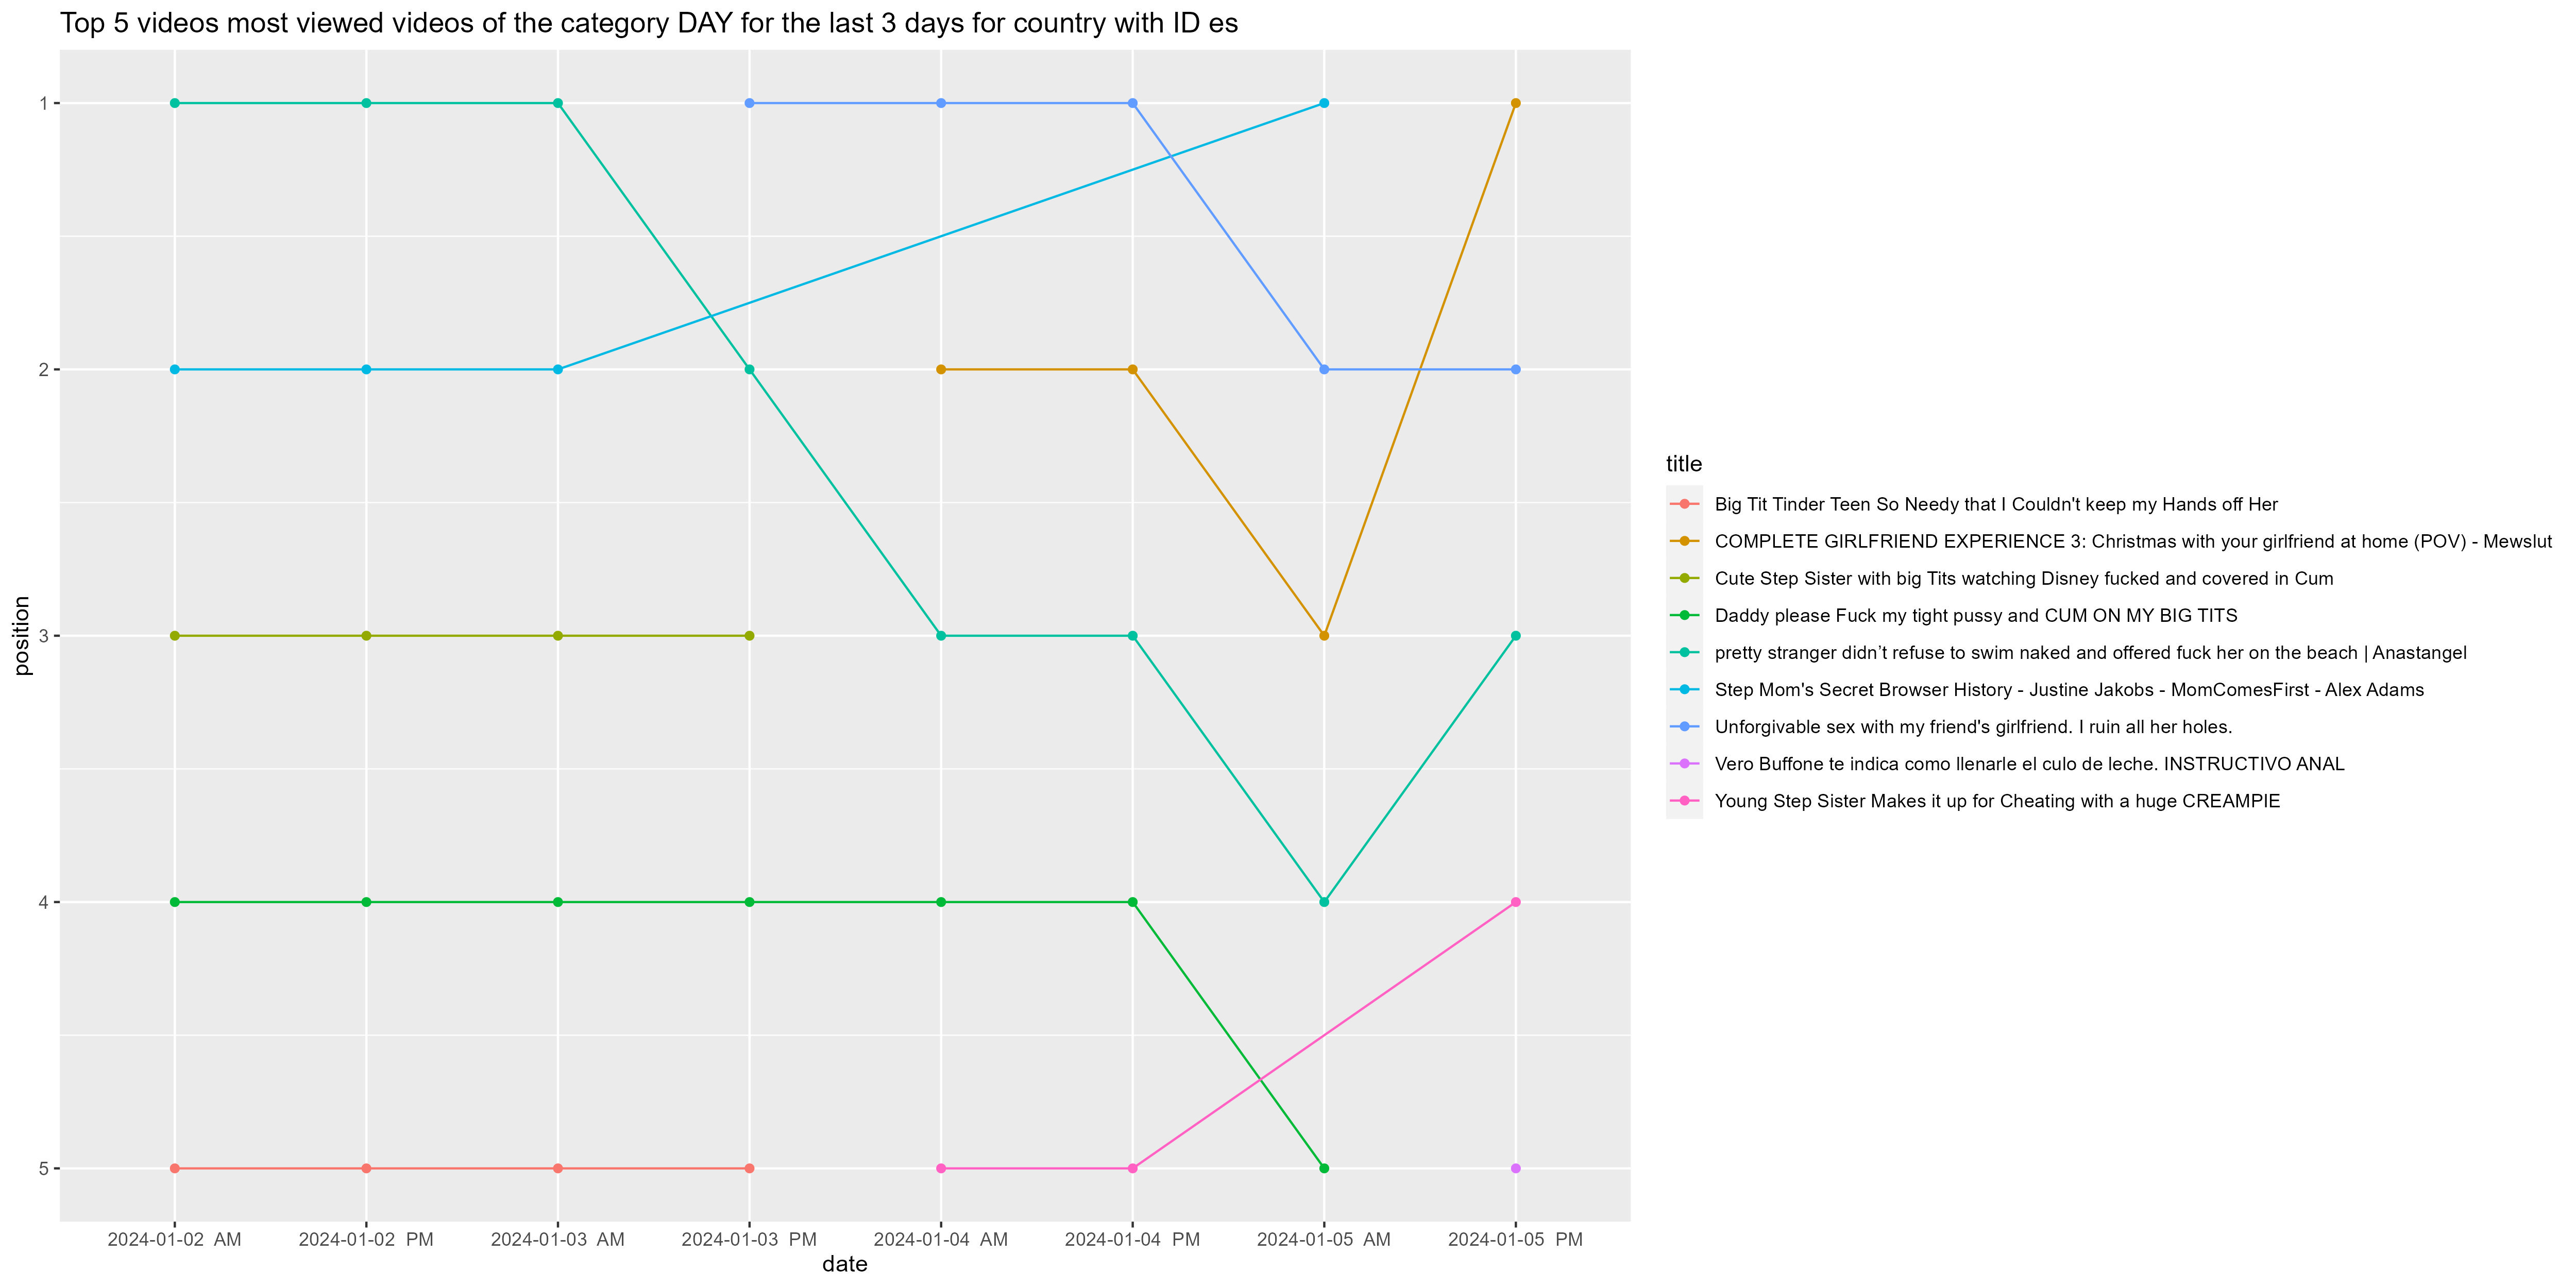 Top 5 videos most viewed videos of the category DAY for the last 3 days for country with ID es
position
1
2
3
4
5
2024-01-02 AM
2024-01-02 PM
2024-01-03 AM
2024-01-03 PM
2024-01-04 AM
2024-01-04 PM
2024-01-05 AM
2024-01-05 PM
date
title
Big Tit Tinder Teen So Needy that I Couldn't keep my Hands off Her
COMPLETE GIRLFRIEND EXPERIENCE 3: Christmas with your girlfriend at home (POV) - Mewslut
Cute Step Sister with big Tits watching Disney fucked and covered in Cum
Daddy please Fuck my tight pussy and CUM ON MY BIG TITS
pretty stranger didn’t refuse to swim naked and offered fuck her on the beach | Anastangel
Step Mom's Secret Browser History - Justine Jakobs - MomComesFirst - Alex Adams
Unforgivable sex with my friend's girlfriend. I ruin all her holes.
Vero Buffone te indica como llenarle el culo de leche. INSTRUCTIVO ANAL
Young Step Sister Makes it up for Cheating with a huge CREAMPIE